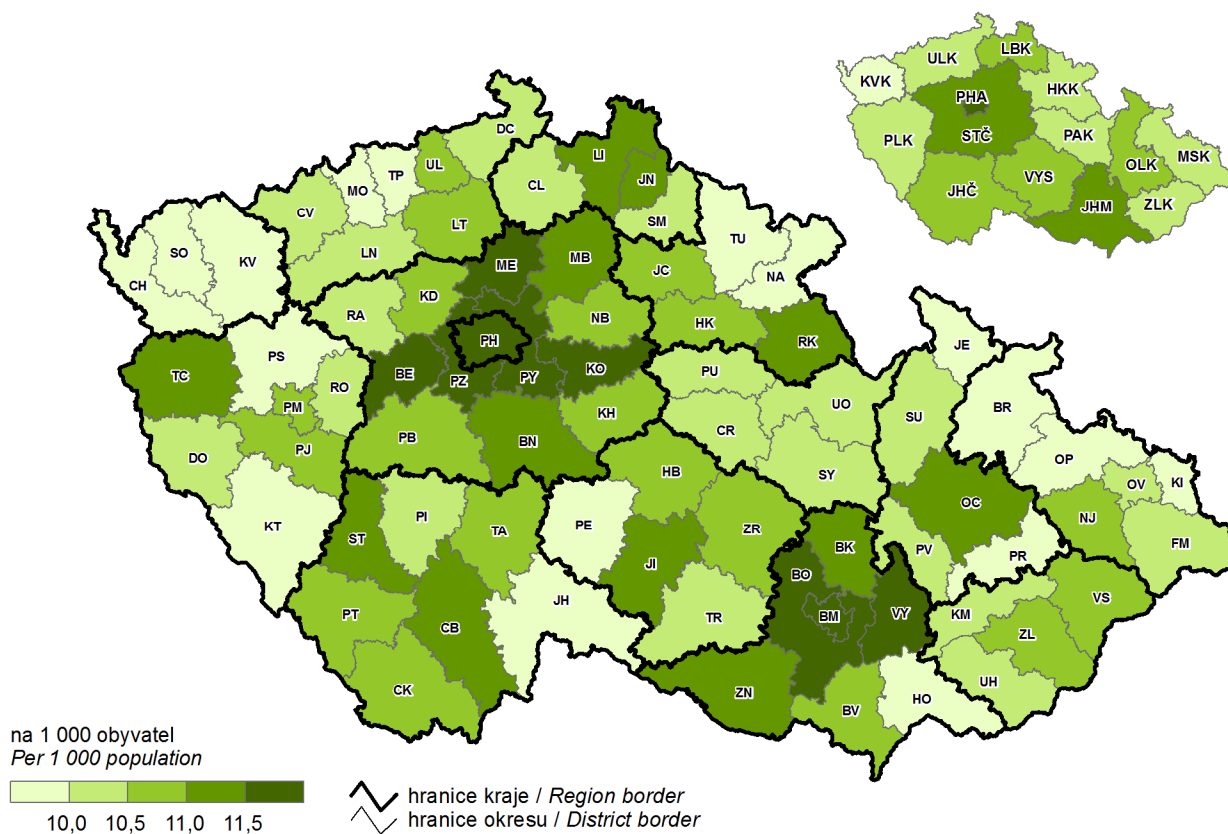 ULK
LBK
KVK
HKK
PHA
STČ
PLK
PAK
MSK
OLK
VYS
JHČ
JHM
ZLK
DC
UL
LI
JN
TP
MO
CL
CV
LT
SM
LN
SO
KV
CH
TU
NA
ME
MB
JC
KD
RA
NB
HK
RK
PH
PS
JE
TC
RO
BE
PZ
PY
KO
PU
PM
KH
UO
SU
BR
PJ
PB
BN
CR
DO
HB
SY
OP
OV
KI
KT
ST
PI
TA
PE
ZR
OC
NJ
FM
JI
BK
PV
PR
BO
JH
PT
CB
TR
BM
VY
KM
VS
ZL
CK
ZN
BV
HO
UH
na 1 000 obyvatel
Per 1 000 population
10,0 10,5 11,0 11,5
hranice kraje / Region border
hranice okresu / District border